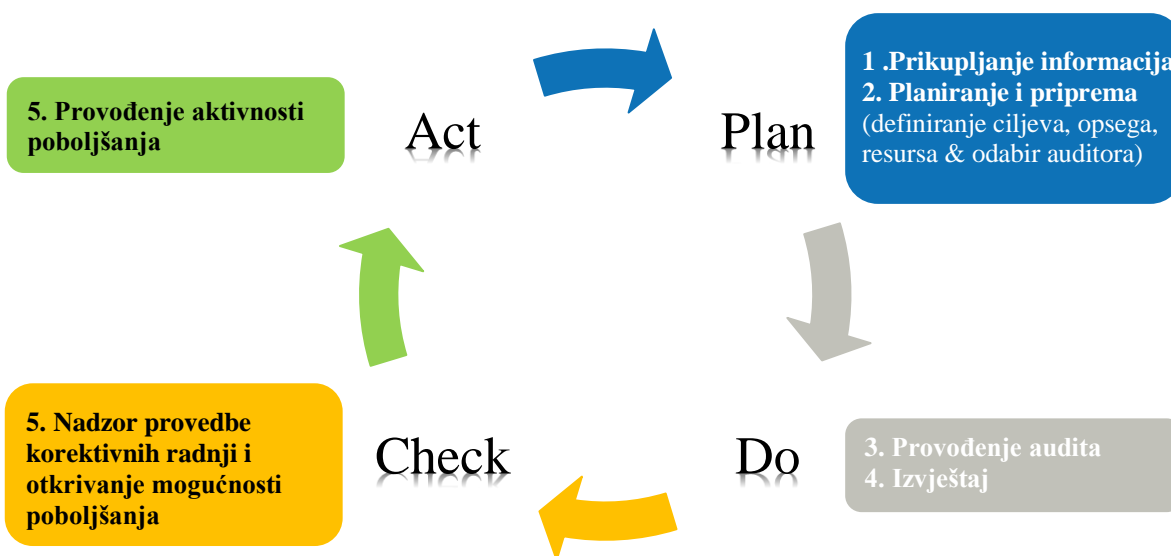 1 .Prikupljanje informacija
2. Planiranje i priprema
(definiranje ciljeva, opsega,
resursa & odabir auditora)
5. Provođenje aktivnosti
poboljšanja
Act
Plan
5. Nadzor provedbe
korektivnih radnji i
otkrivanje mogućnosti
poboljšanja
Check
Do
3. Provođenje audita
4. Izvještaj